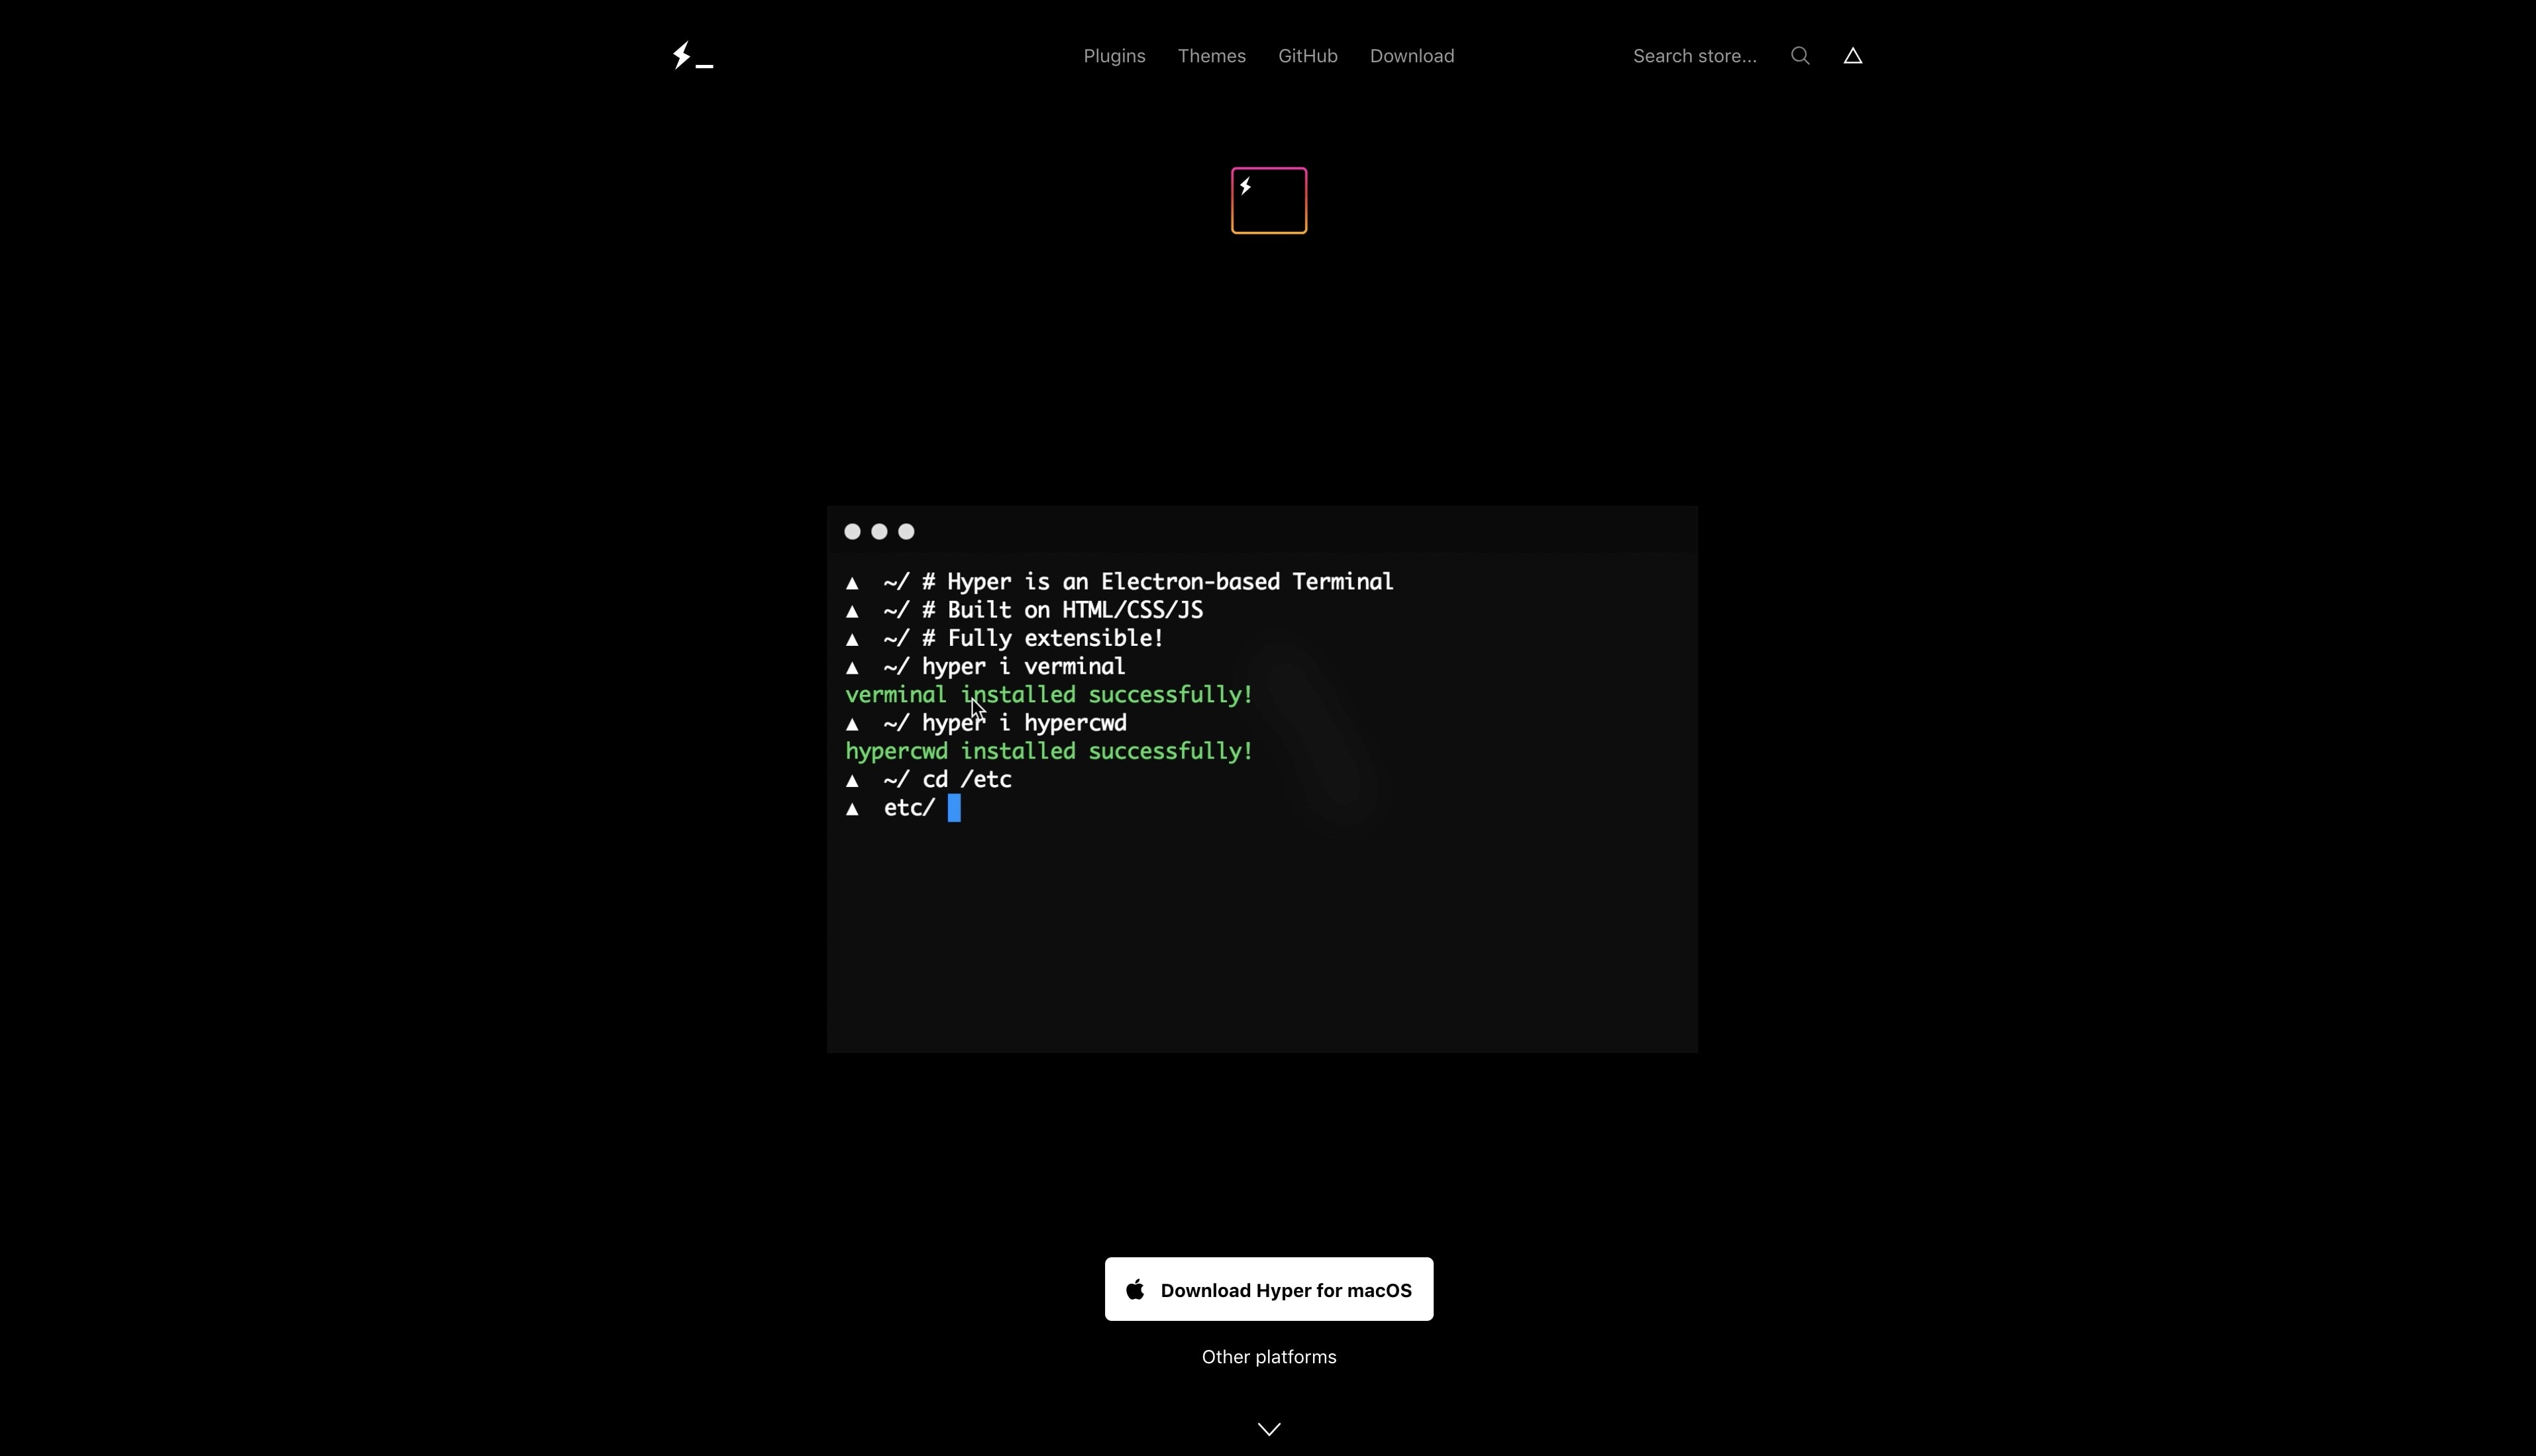 Plugins Themes GitHub Download Search store...
▲ ~/ # Hyper is an Electron-based Terminal
▲ ~/ # Built on HTML/CSS/JS
▲ ~/ # Fully extensible!
▲ ~/ hyper i verminal
verminal installed successfully!
▲ ~/ hyper i hypercwd
hypercwd installed successfully!
▲ ~/ cd /etc
▲ etc/
Download Hyper for macOS
Other platforms